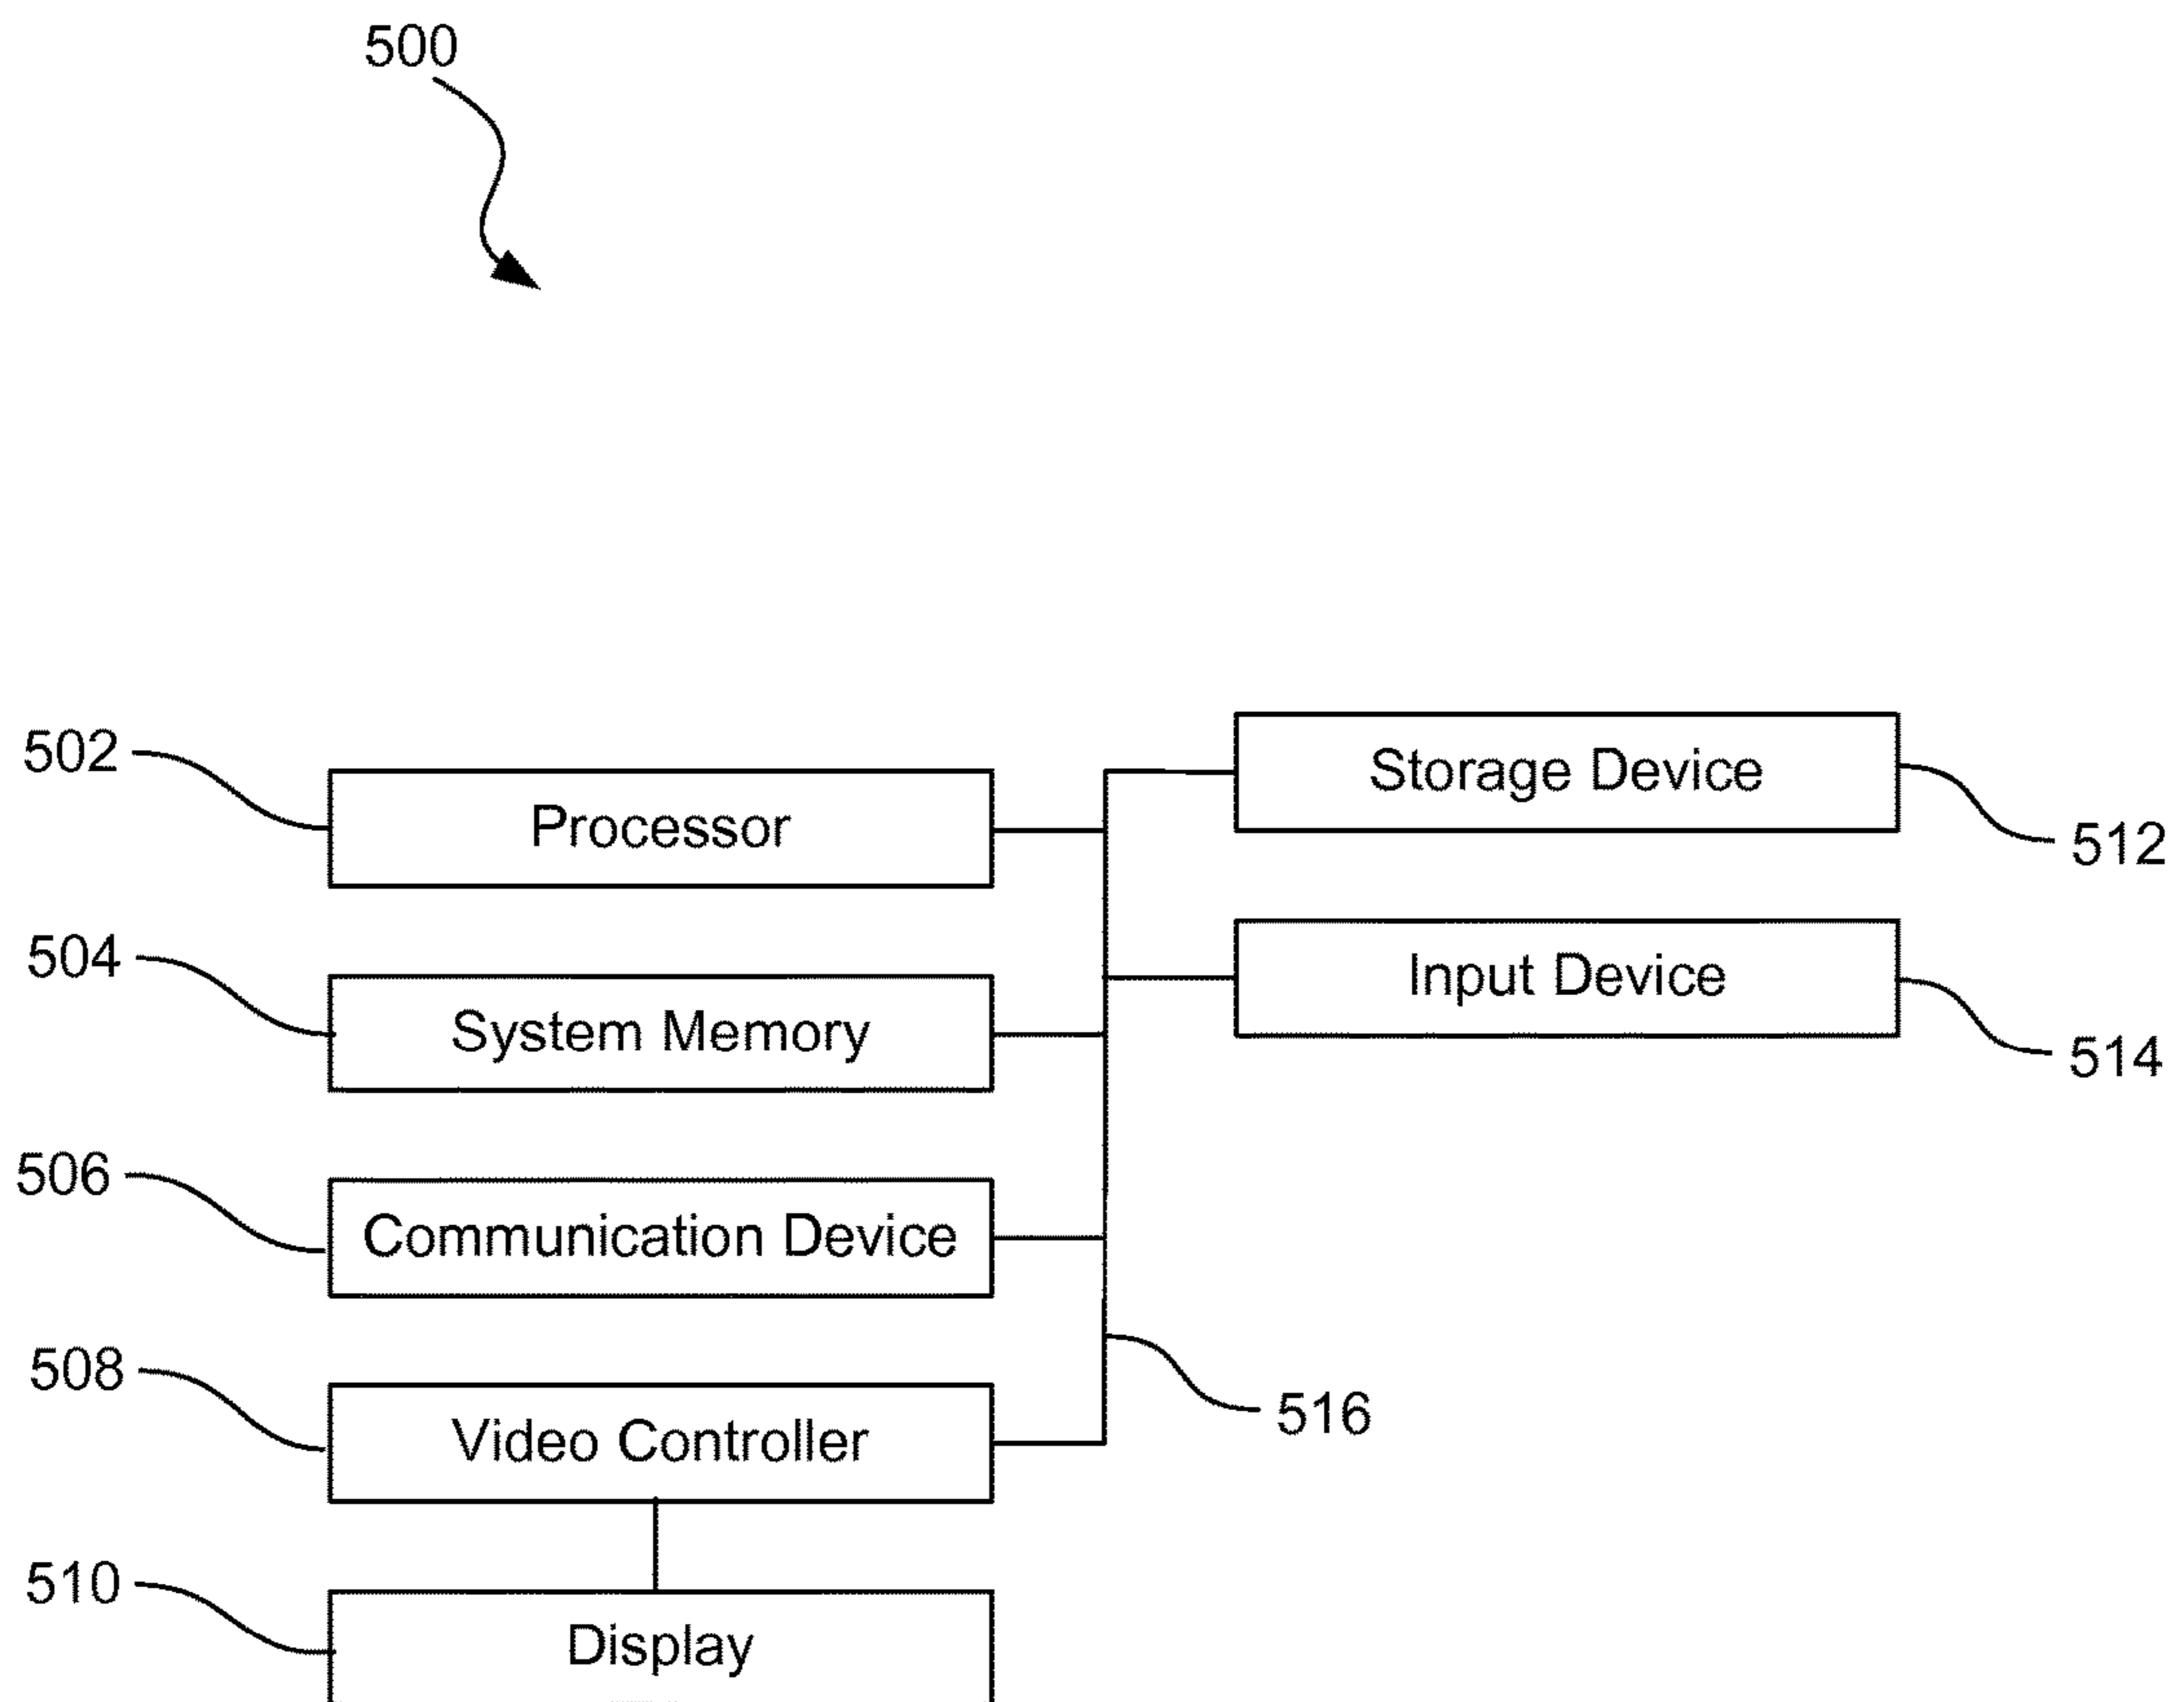 500
502
Processor
Storage Device
512
504
System Memory
Input Device
514
506
Communication Device
508
Video Controller
516
510
Display